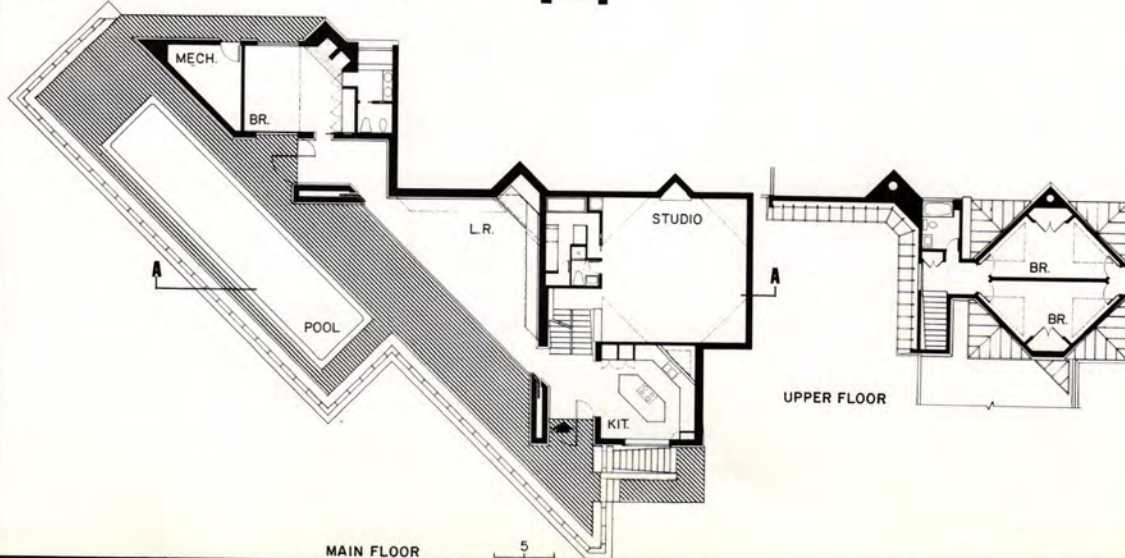 MECH.
BR.
L.R.
STUDIO
A
A
POOL
KIT.
BR.
BR.
UPPER FLOOR
MAIN FLOOR
5